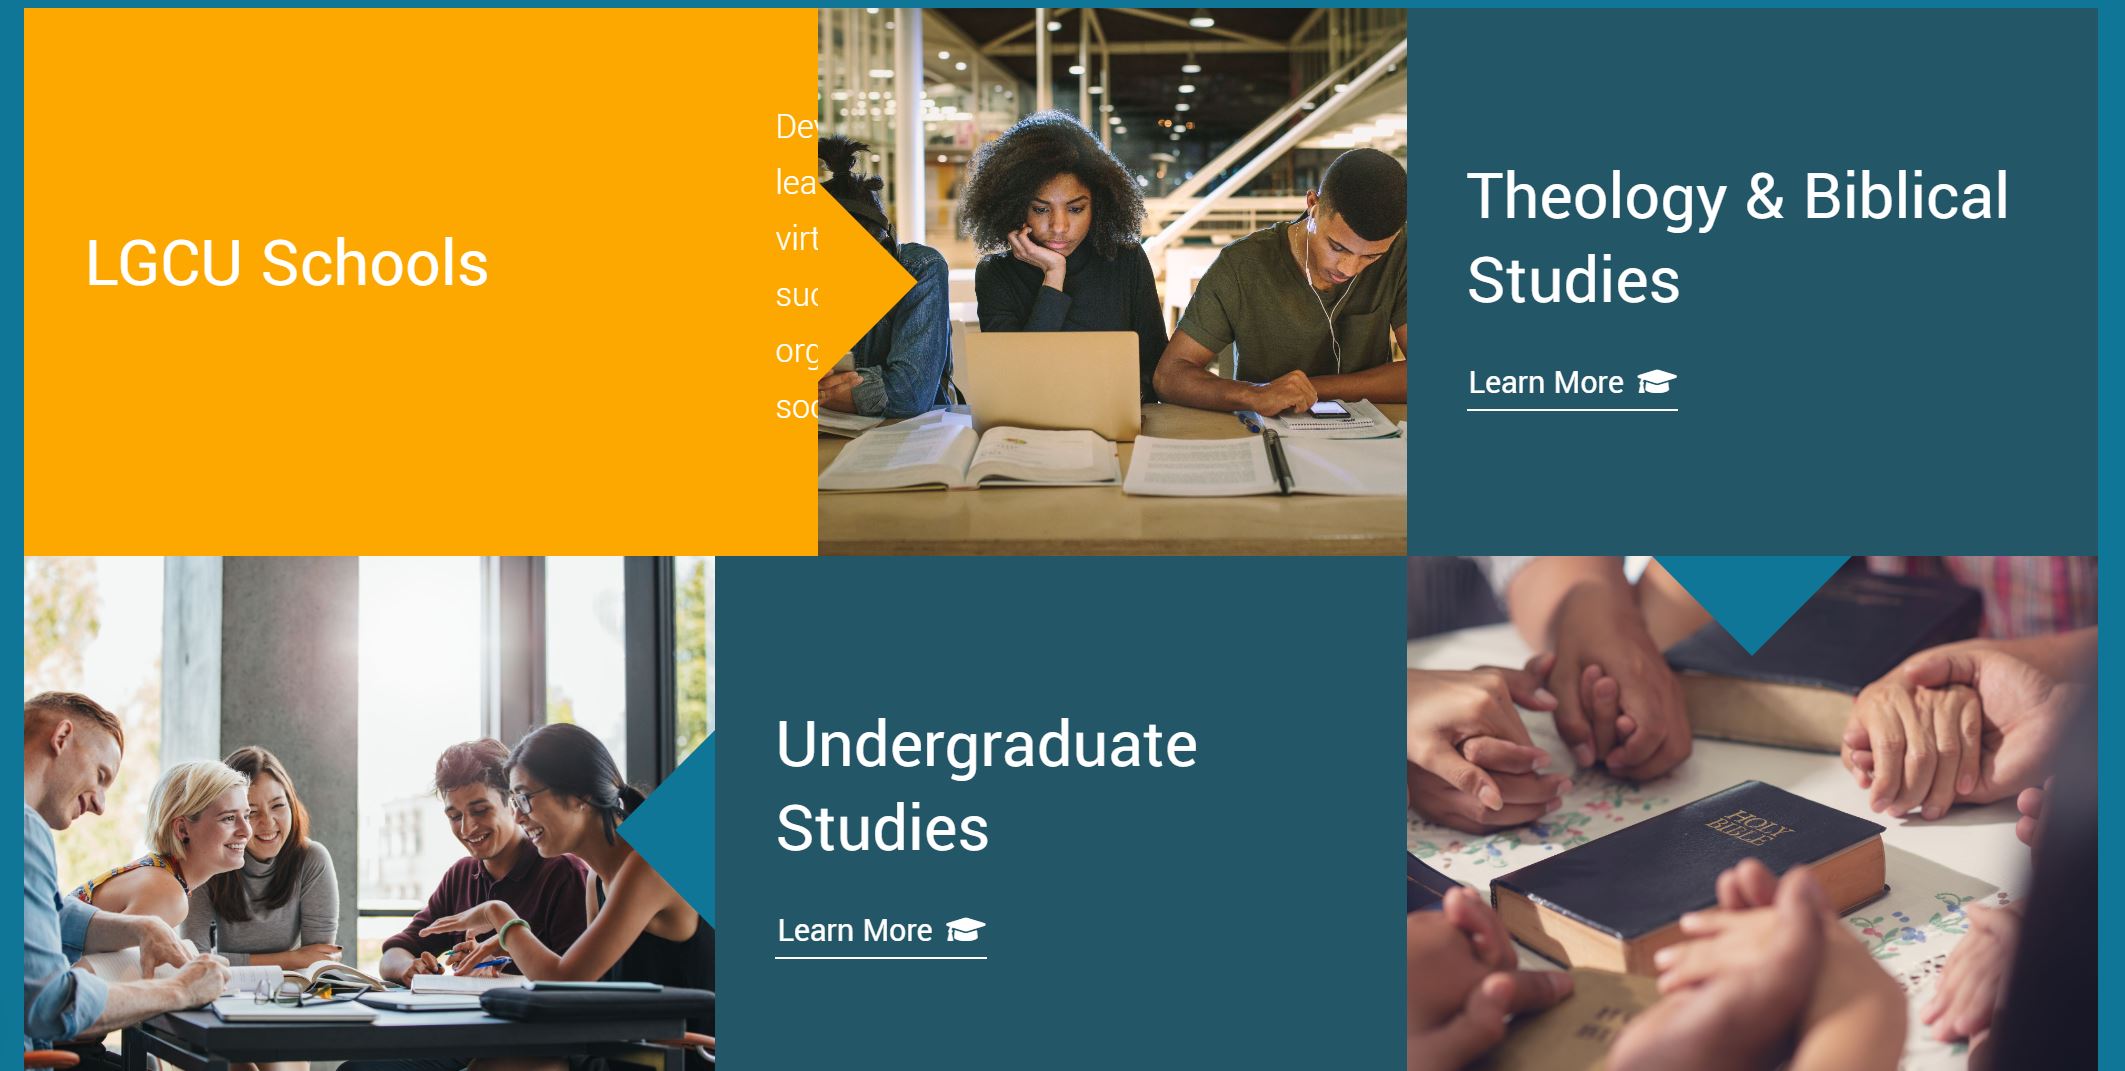 LGCU Schools
Theology & Biblical
Studies
Learn More
Undergraduate
Studies
Learn More
HOLY
BIBLE